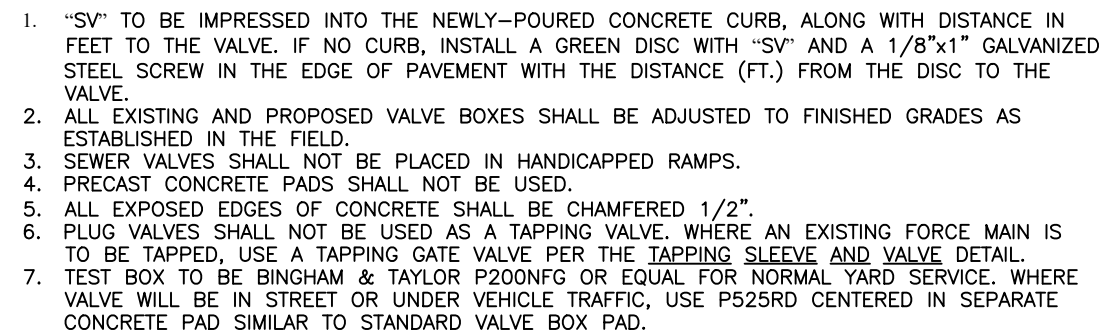 1. “SV” TO BE IMPRESSED INTO THE NEWLY–POURED CONCRETE CURB, ALONG WITH DISTANCE IN
FEET TO THE VALVE. IF NO CURB, INSTALL A GREEN DISC WITH “SV” AND A 1/8”x1” GALVANIZED
STEEL SCREW IN THE EDGE OF PAVEMENT WITH THE DISTANCE (FT.) FROM THE DISC TO THE
VALVE.
2. ALL EXISTING AND PROPOSED VALVE BOXES SHALL BE ADJUSTED TO FINISHED GRADES AS
ESTABLISHED IN THE FIELD.
3. SEWER VALVES SHALL NOT BE PLACED IN HANDICAPPED RAMPS.
4. PRECAST CONCRETE PADS SHALL NOT BE USED.
5. ALL EXPOSED EDGES OF CONCRETE SHALL BE CHAMFERED 1/2”.
6. PLUG VALVES SHALL NOT BE USED AS A TAPPING VALVE. WHERE AN EXISTING FORCE MAIN IS
TO BE TAPPED, USE A TAPPING GATE VALVE PER THE TAPPING SLEEVE AND VALVE DETAIL.
7. TEST BOX TO BE BINGHAM & TAYLOR P200NFG OR EQUAL FOR NORMAL YARD SERVICE. WHERE
VALVE WILL BE IN STREET OR UNDER VEHICLE TRAFFIC, USE P525RD CENTERED IN SEPARATE
CONCRETE PAD SIMILAR TO STANDARD VALVE BOX PAD.